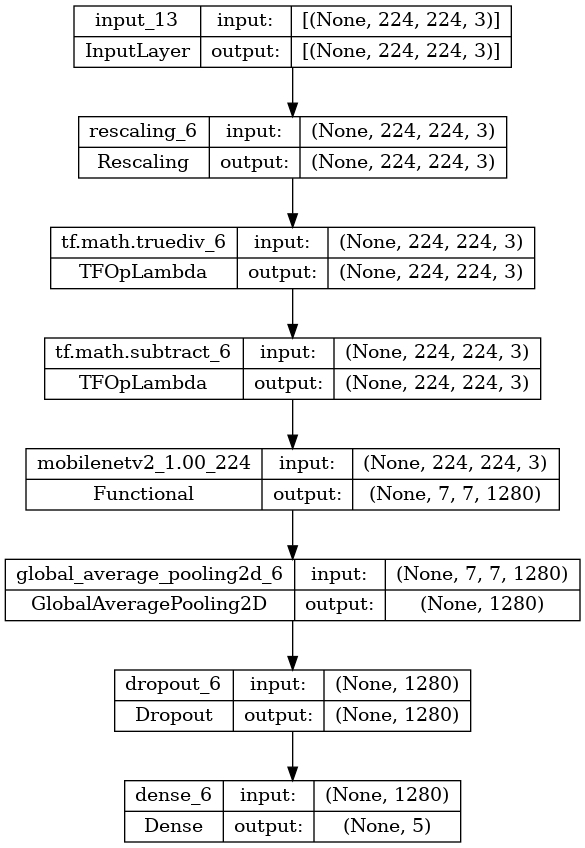 input_13 input: [(None, 224, 224, 3)]
InputLayer output: [(None, 224, 224, 3)]
rescaling_6 input: (None, 224, 224, 3)
Rescaling output: (None, 224, 224, 3)
tf.math.truediv_6 input: (None, 224, 224, 3)
TFOpLambda output: (None, 224, 224, 3)
tf.math.subtract_6 input: (None, 224, 224, 3)
TFOpLambda output: (None, 224, 224, 3)
mobilenetv2_1.00_224 input: (None, 224, 224, 3)
Functional output: (None, 7, 7, 1280)
global_average_pooling2d_6 input: (None, 7, 7, 1280)
GlobalAveragePooling2D output: (None, 1280)
dropout_6 input: (None, 1280)
Dropout output: (None, 1280)
dense_6 input: (None, 1280)
Dense output: (None, 5)